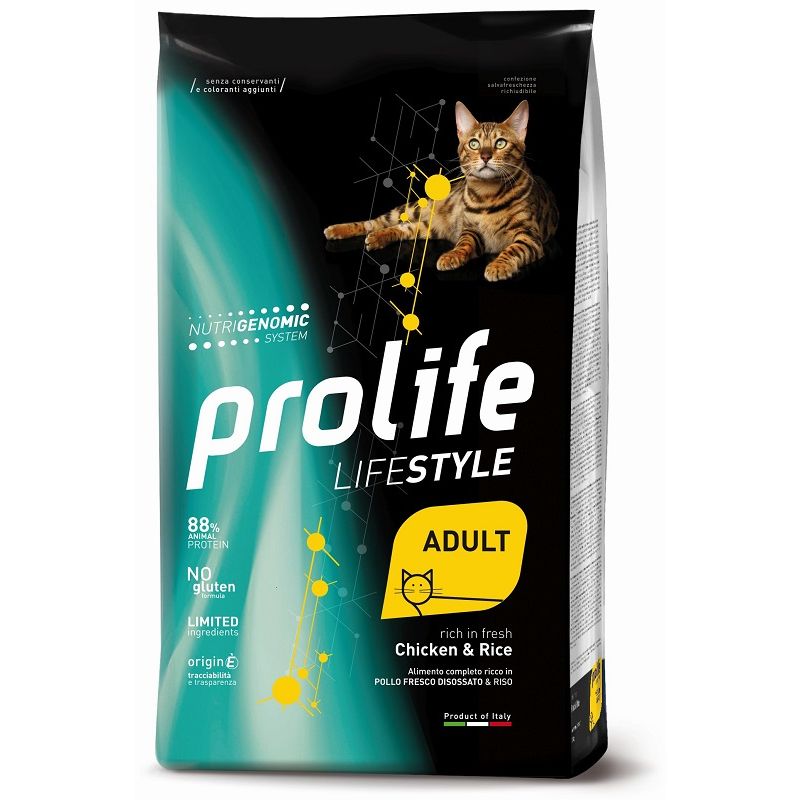 senza conservanti
e coloranti aggiunti
confezione
salvafreschezza
richiudibile
NUTRIGENOMIC
SYSTEM
prolife
LIFESTYLE
88%
ANIMAL
PROTEIN
NO
gluten
formula
LIMITED
ingredients
originÈ
tracciabilità
e trasparenza
ADULT
rich in fresh
Chicken & Rice
Alimento completo ricco in
POLLO FRESCO DISOSSATO & RISO
Product of Italy
prolife